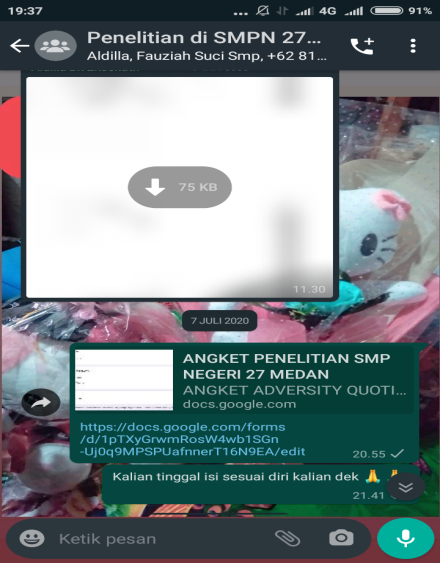 19:37
4G
91%
Penelitian di SMPN 27...
Aldilla, Fauziah Suci Smp, +62 81...
75 KB
11.30
7 JULI 2020
ANGKET PENELITIAN SMP
NEGERI 27 MEDAN
ANGKET ADVERSITY QUOTI...
docs.google.com
https://docs.google.com/forms
/d/1pTXyGrwmRosW4wb1SGn
-Uj0q9MPSPUafnnerT16N9EA/edit
20.55
Kalian tinggal isi sesuai diri kalian dek 🙏 🙏
21.41
Ketik pesan